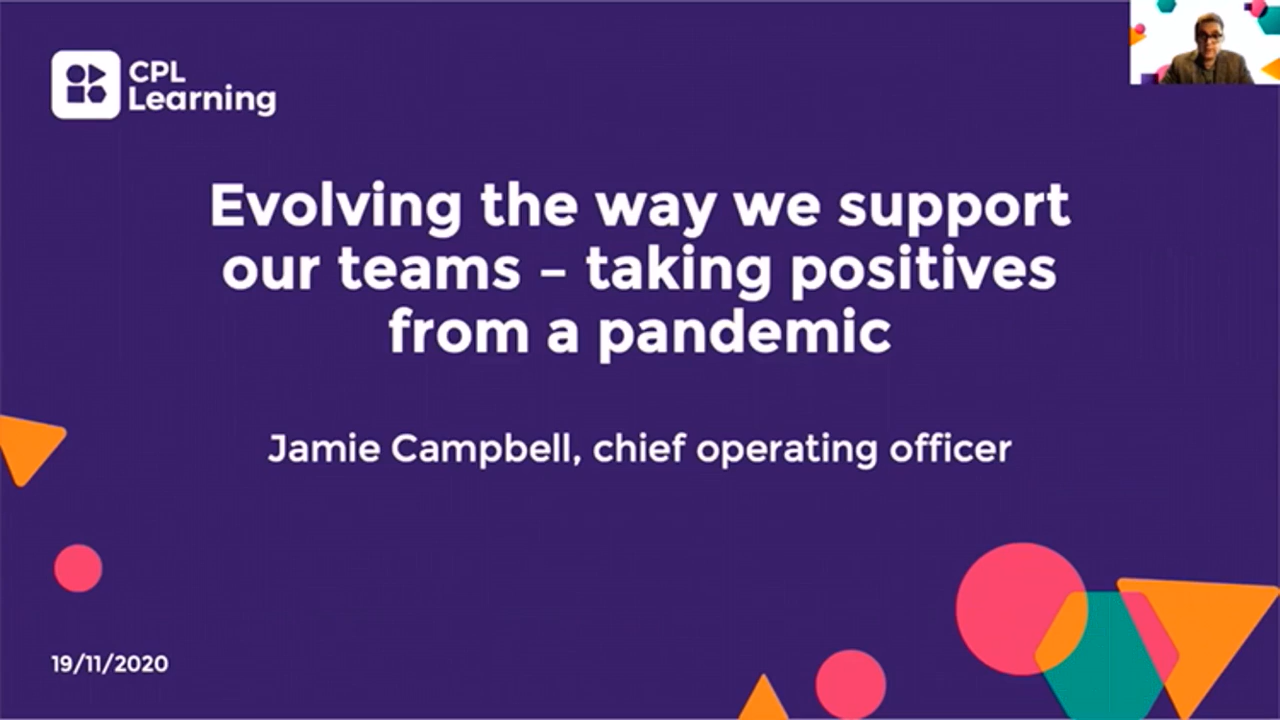 CPL
Learning
Evolving the way we support
our teams – taking positives
from a pandemic
Jamie Campbell, chief operating officer
19/11/2020